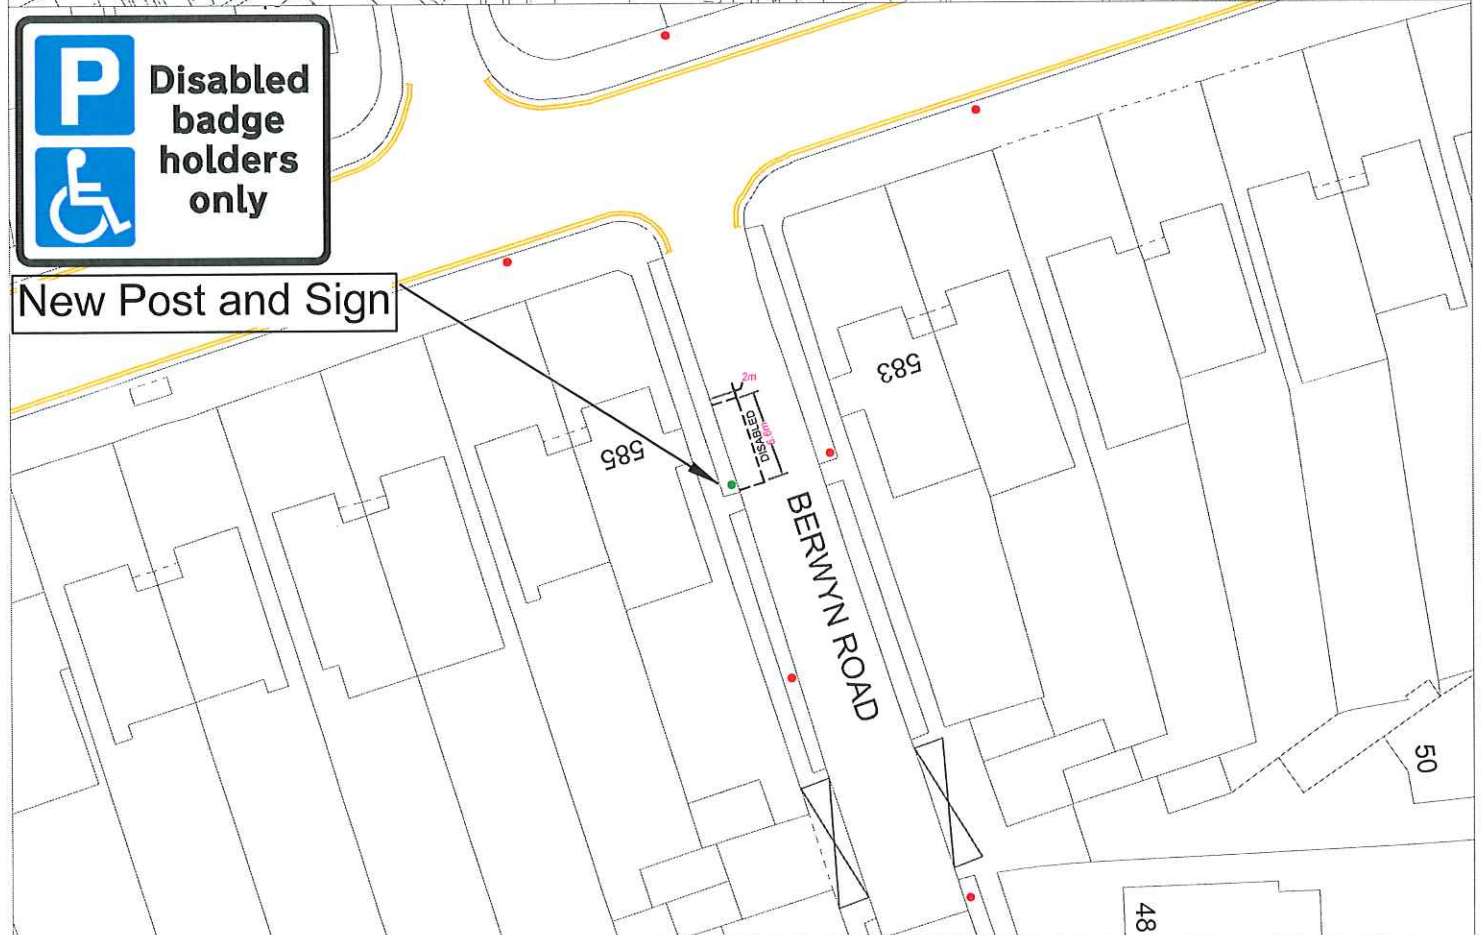 P
Disabled
badge
holders
only
New Post and Sign
2m
DISABLED
6.6m
583
585
BERWYN ROAD
50
48